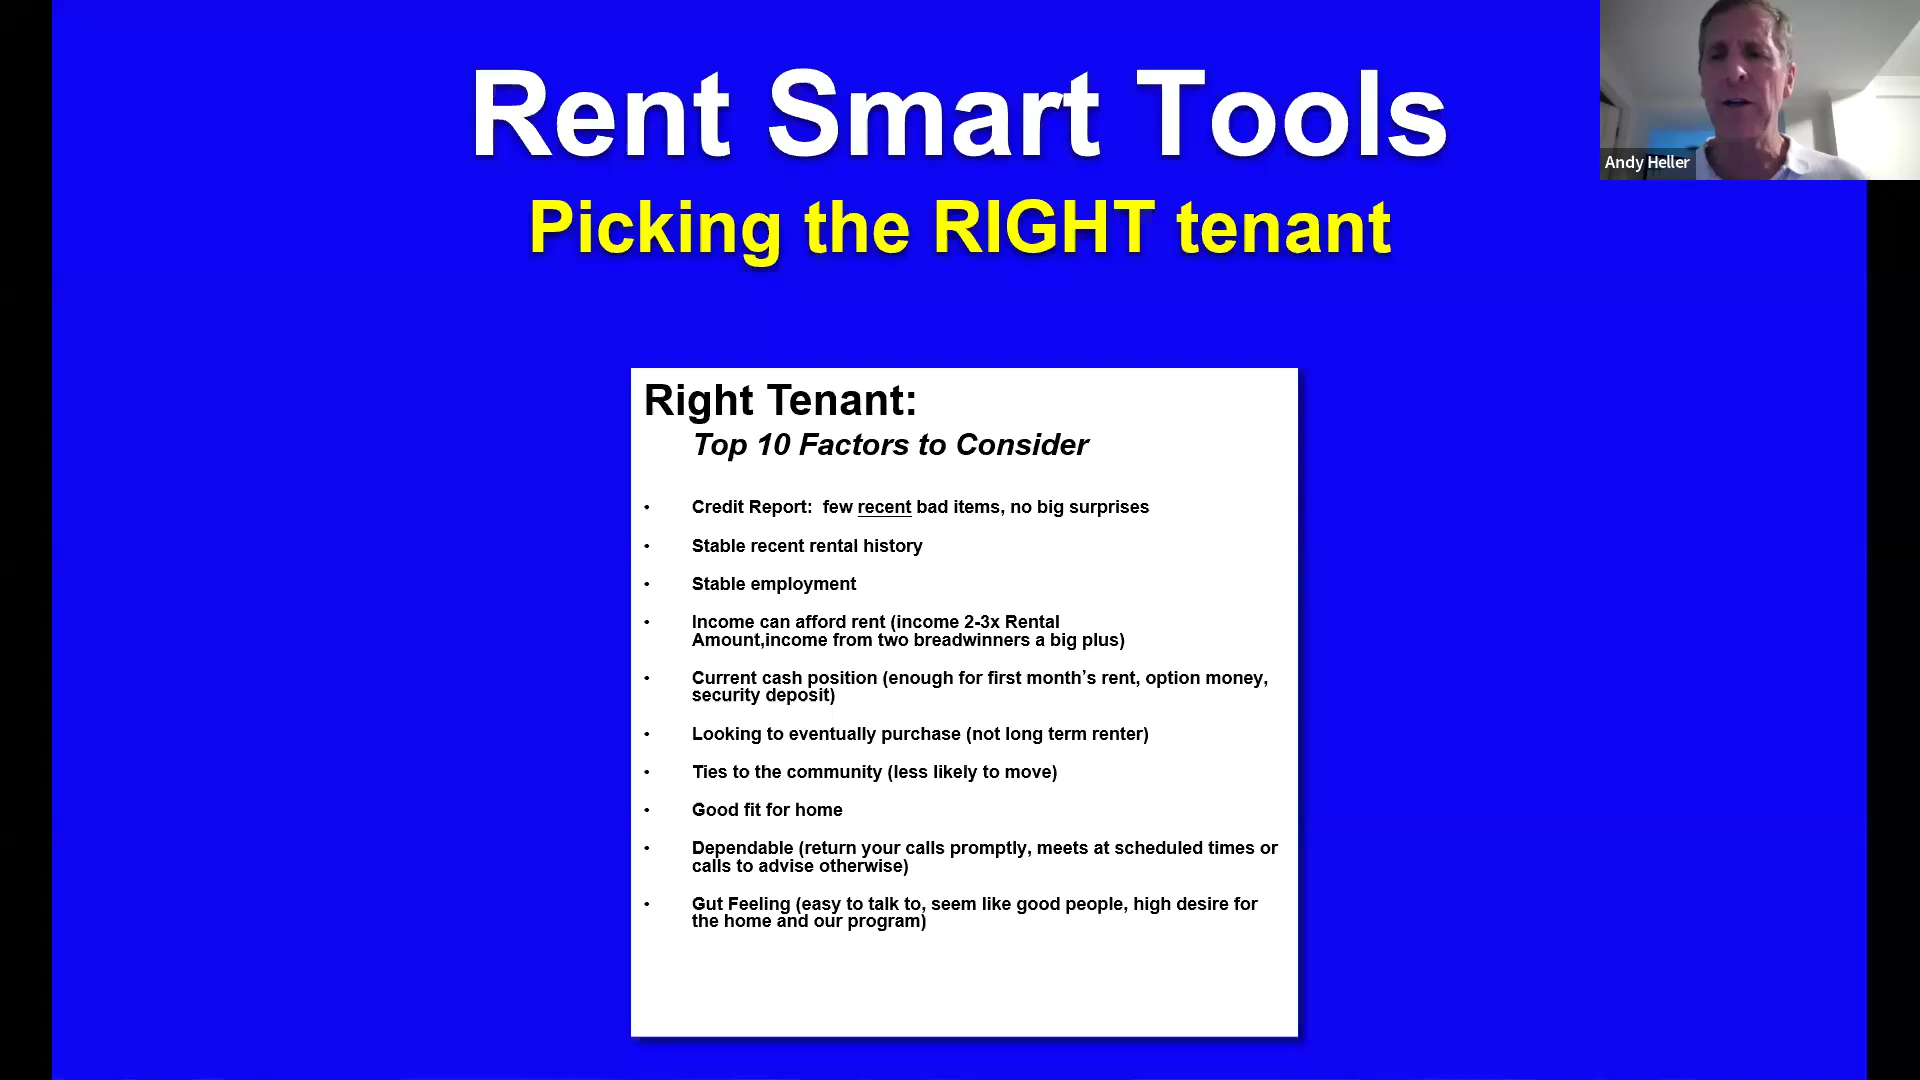 Rent Smart Tools
Andy Heller
Picking the RIGHT tenant
Right Tenant:
Top 10 Factors to Consider
• Credit Report:  few recent bad items, no big surprises
• Stable recent rental history
• Stable employment
• Income can afford rent (income 2-3x Rental
Amount,income from two breadwinners a big plus)
• Current cash position (enough for first month’s rent, option money,
security deposit)
• Looking to eventually purchase (not long term renter)
• Ties to the community (less likely to move)
• Good fit for home
• Dependable (return your calls promptly, meets at scheduled times or
calls to advise otherwise)
• Gut Feeling (easy to talk to, seem like good people, high desire for
the home and our program)